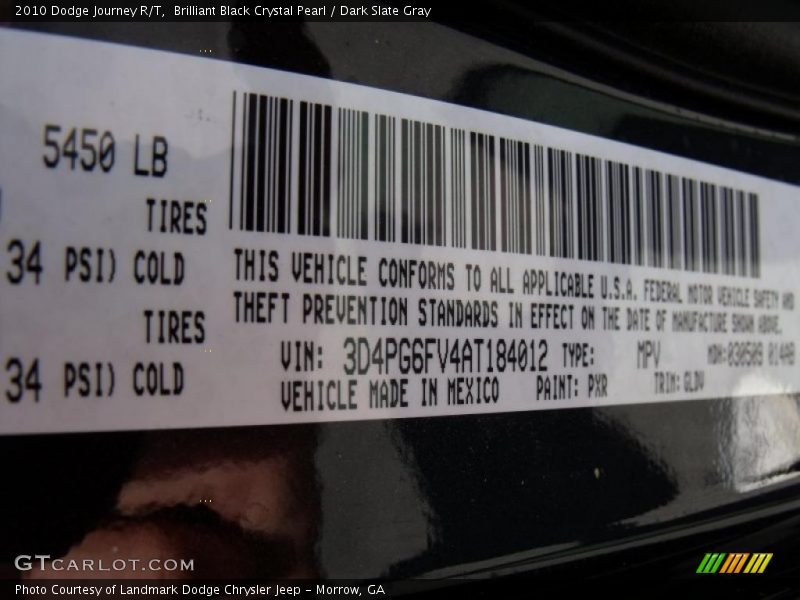 2010 Dodge Journey R/T,  Brilliant Black Crystal Pearl / Dark Slate Gray
5450 LB
TIRES
34 PSI) COLD
TIRES
34 PSI) COLD
THIS VEHICLE CONFORMS TO ALL APPLICABLE U.S.A. FEDERAL MOTOR VEHICLE SAFETY AND
THEFT PREVENTION STANDARDS IN EFFECT ON THE DATE OF MANUFACTURE SHOWN ABOVE.
VIN: 3D4PG6FV4AT184012 TYPE: MPV
VEHICLE MADE IN MEXICO PAINT: PXR TRIM:
GTCARLOT.COM
Photo Courtesy of Landmark Dodge Chrysler Jeep - Morrow, GA